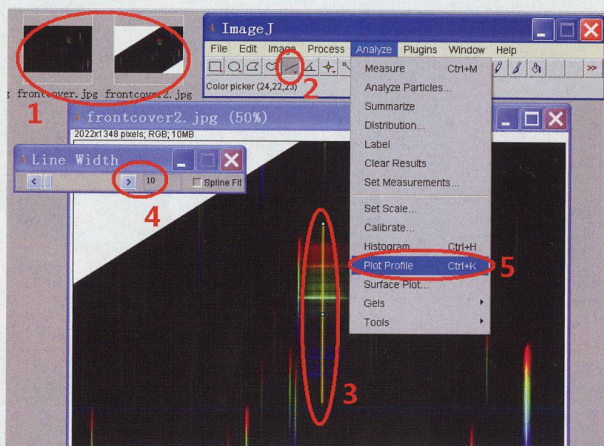 frontcover.jpg frontcover2.jpg
1
ImageJ
File Edit Image Process Analyze Plugins Window Help
2
Color picker (24,22,23)
>>
Measure Ctrl+M
Analyze Particles...
Summarize
Distribution...
Label
Clear Results
Set Measurements...
Set Scale...
Calibrate...
Histogram Ctrl+H
Plot Profile Ctrl+K
5
Surface Plot...
Gels
Tools
frontcover2.jpg (50%)
2022x1348 pixels; RGB; 10MB
Line Width
10 Spline Fit
4
3